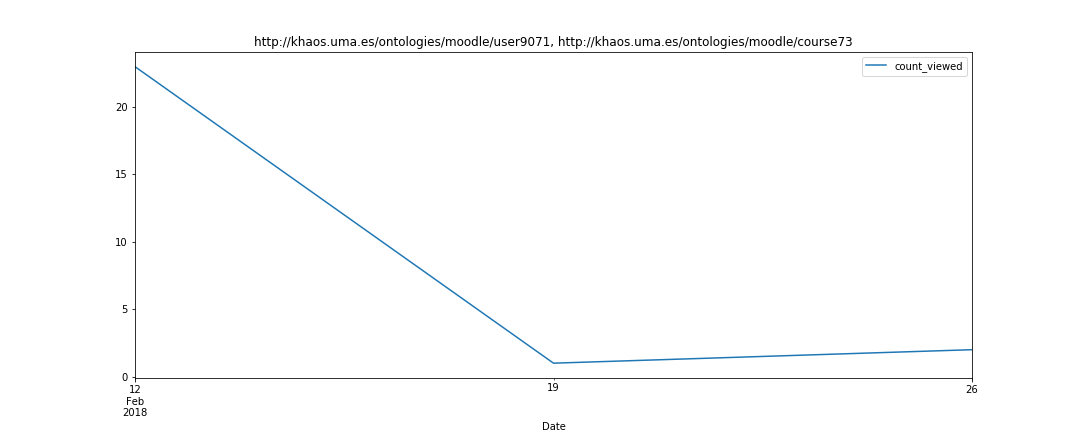 http://khaos.uma.es/ontologies/moodle/user9071, http://khaos.uma.es/ontologies/moodle/course73
count_viewed
20
15
10
5
0
12
19
26
Feb
2018
Date